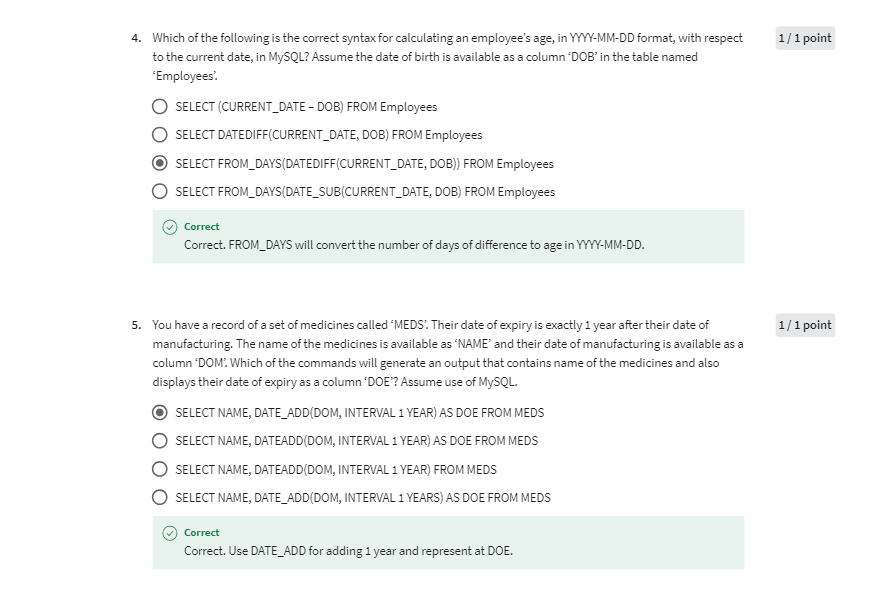 4. Which of the following is the correct syntax for calculating an employee's age, in YYYY-MM-DD format, with respect 1 / 1 point
to the current date, in MySQL? Assume the date of birth is available as a column 'DOB' in the table named
'Employees'.
SELECT (CURRENT_DATE – DOB) FROM Employees
SELECT DATEDIFF(CURRENT_DATE, DOB) FROM Employees
SELECT FROM_DAYS(DATEDIFF(CURRENT_DATE, DOB)) FROM Employees
SELECT FROM_DAYS(DATE_SUB(CURRENT_DATE, DOB) FROM Employees
Correct
Correct. FROM_DAYS will convert the number of days of difference to age in YYYY-MM-DD.
5. You have a record of a set of medicines called 'MEDS'. Their date of expiry is exactly 1 year after their date of 1 / 1 point
manufacturing. The name of the medicines is available as 'NAME' and their date of manufacturing is available as a
column 'DOM'. Which of the commands will generate an output that contains name of the medicines and also
displays their date of expiry as a column 'DOE'? Assume use of MySQL.
SELECT NAME, DATE_ADD(DOM, INTERVAL 1 YEAR) AS DOE FROM MEDS
SELECT NAME, DATEADD(DOM, INTERVAL 1 YEAR) AS DOE FROM MEDS
SELECT NAME, DATEADD(DOM, INTERVAL 1 YEAR) FROM MEDS
SELECT NAME, DATE_ADD(DOM, INTERVAL 1 YEARS) AS DOE FROM MEDS
Correct
Correct. Use DATE_ADD for adding 1 year and represent at DOE.